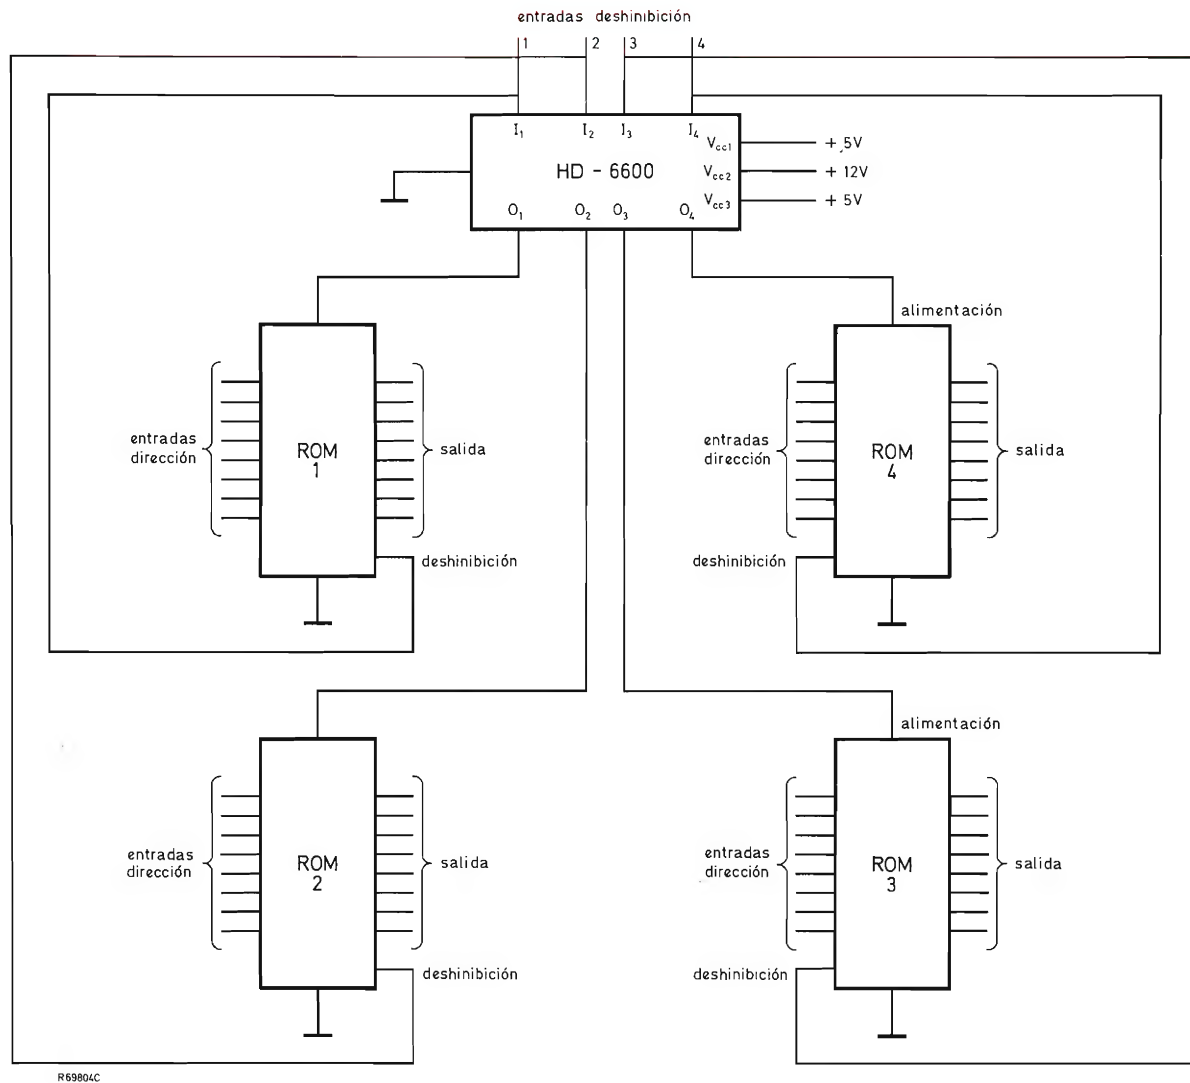 entradas deshinibición
1 2 3 4
I₁ I₂ I₃ I₄
Vcc1 + 5V
HD - 6600 Vcc2 + 12V
O₁ O₂ O₃ O₄ Vcc3 + 5V
alimentación
entradas dirección
ROM 1
salida
deshinibición
entradas dirección
ROM 4
salida
deshinibición
alimentación
entradas dirección
ROM 2
salida
deshinibición
entradas dirección
ROM 3
salida
deshinibición
R69804C